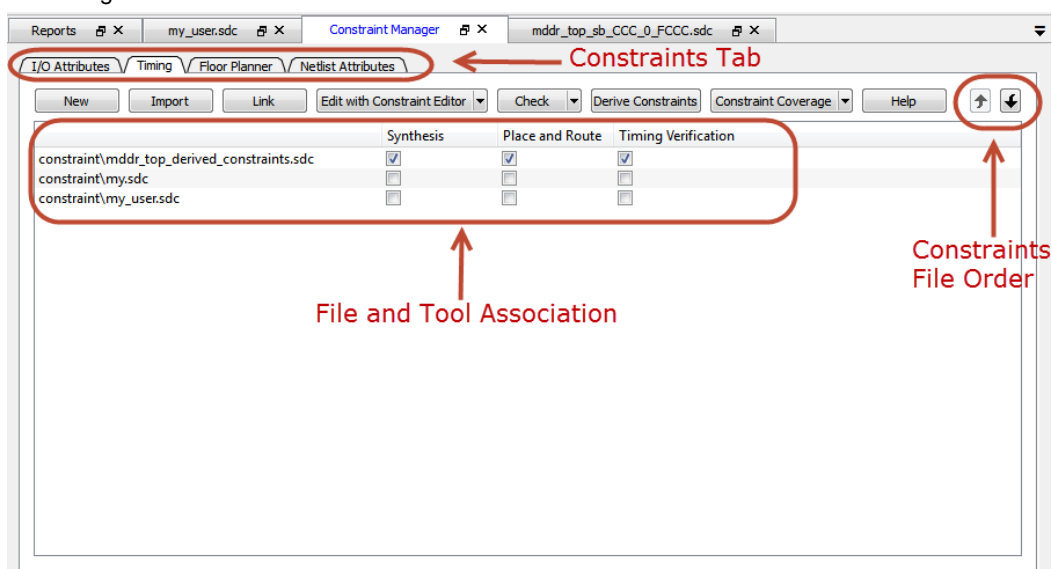 Reports my_user.sdc Constraint Manager mddr_top_sb_CCC_0_FCCC.sdc
I/O Attributes Timing Floor Planner Netlist Attributes
Constraints Tab
New Import Link Edit with Constraint Editor Check Derive Constraints Constraint Coverage Help
Synthesis Place and Route Timing Verification
constraint\mddr_top_derived_constraints.sdc
constraint\my.sdc
constraint\my_user.sdc
Constraints
File Order
File and Tool Association